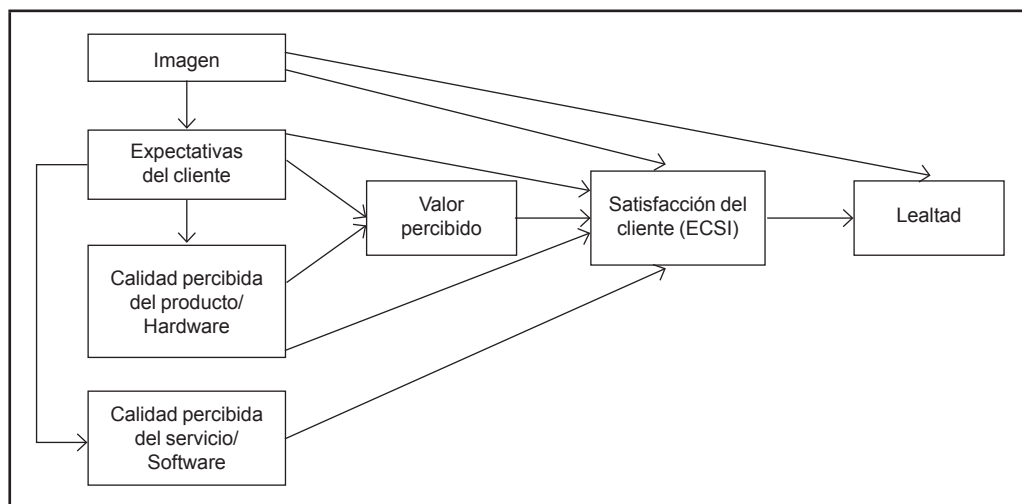 Imagen
Expectativas
del cliente
Valor
percibido
Satisfacción del
cliente (ECSI)
Lealtad
Calidad percibida
del producto/
Hardware
Calidad percibida
del servicio/
Software